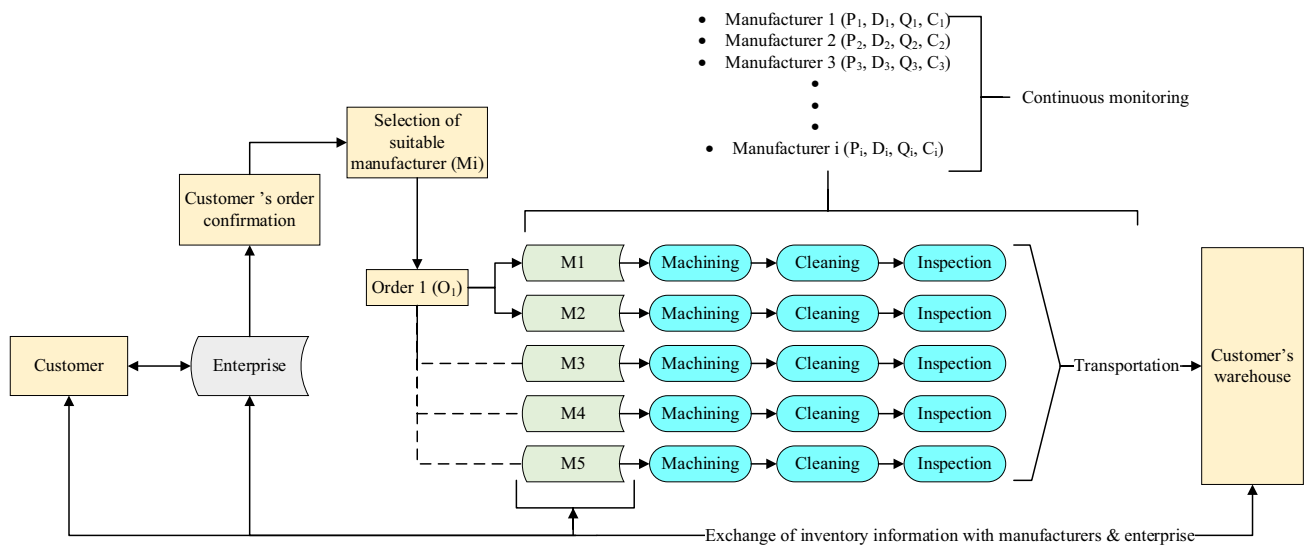 • Manufacturer 1 (P₁, D₁, Q₁, C₁)
• Manufacturer 2 (P₂, D₂, Q₂, C₂)
• Manufacturer 3 (P₃, D₃, Q₃, C₃)
•
•
•
• Manufacturer i (Pᵢ, Dᵢ, Qᵢ, Cᵢ)
Continuous monitoring
Selection of
suitable
manufacturer (Mi)
Customer ’s order
confirmation
Order 1 (O₁)
Customer
Enterprise
M1
Machining
Cleaning
Inspection
M2
Machining
Cleaning
Inspection
M3
Machining
Cleaning
Inspection
M4
Machining
Cleaning
Inspection
M5
Machining
Cleaning
Inspection
Transportation
Customer’s
warehouse
Exchange of inventory information with manufacturers & enterprise